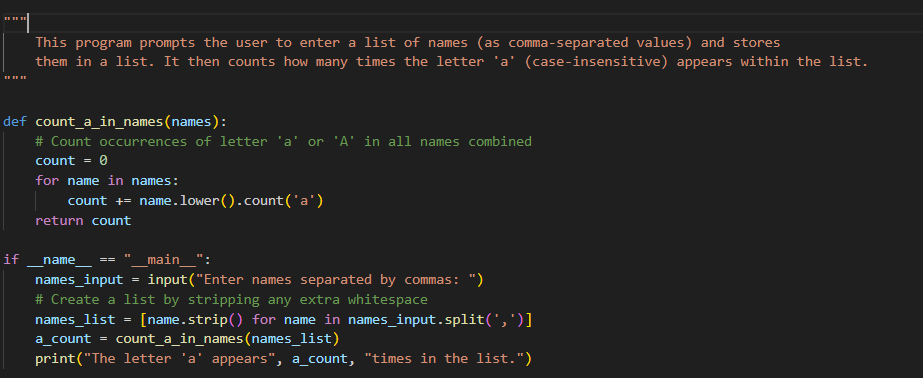 """
    This program prompts the user to enter a list of names (as comma-separated values) and stores
    them in a list. It then counts how many times the letter 'a' (case-insensitive) appears within the list.
"""

def count_a_in_names(names):
    # Count occurrences of letter 'a' or 'A' in all names combined
    count = 0
    for name in names:
        count += name.lower().count('a')
    return count

if __name__ == "__main__":
    names_input = input("Enter names separated by commas: ")
    # Create a list by stripping any extra whitespace
    names_list = [name.strip() for name in names_input.split(',')]
    a_count = count_a_in_names(names_list)
    print("The letter 'a' appears", a_count, "times in the list.")